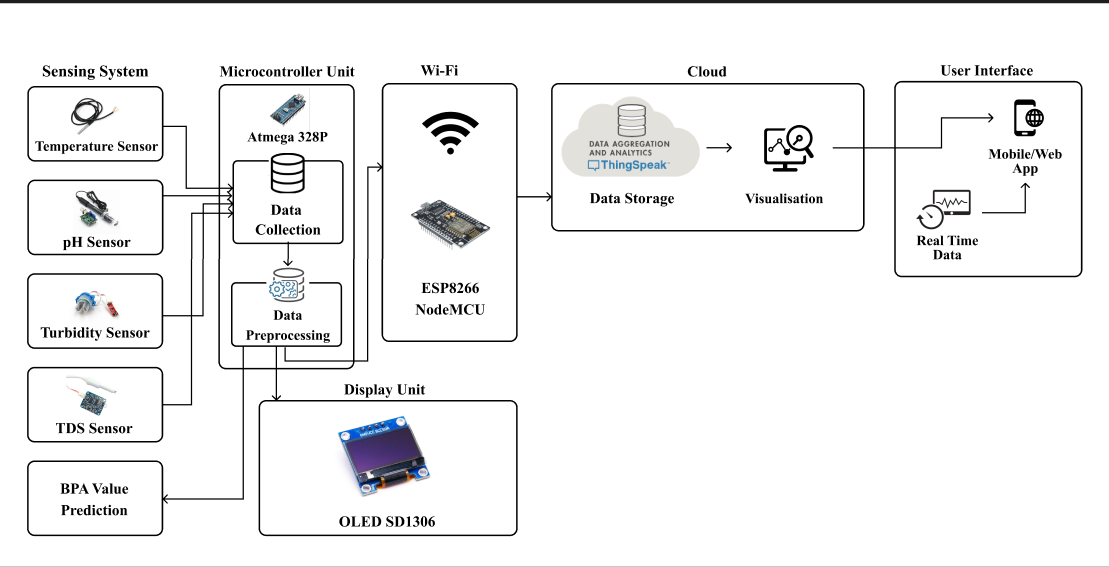 Sensing System
Temperature Sensor
pH Sensor
Turbidity Sensor
TDS Sensor
BPA Value
Prediction
Microcontroller Unit
Atmega 328P
Data
Collection
Data
Preprocessing
Wi-Fi
ESP8266
NodeMCU
Display Unit
OLED SD1306
Cloud
DATA AGGREGATION
AND ANALYTICS
ThingSpeak™
Data Storage
Visualisation
User Interface
Mobile/Web
App
Real Time
Data